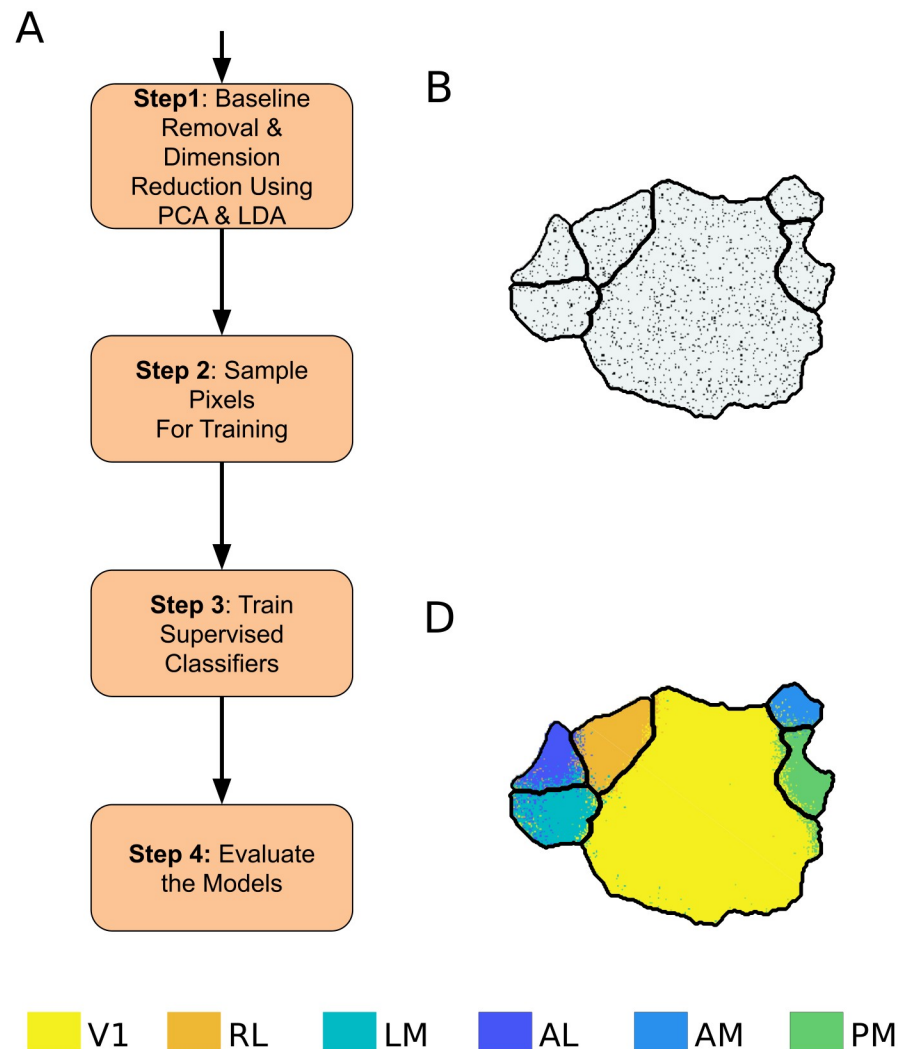 A
Step1: Baseline
Removal &
Dimension
Reduction Using
PCA & LDA
Step 2: Sample
Pixels
For Training
Step 3: Train
Supervised
Classifiers
Step 4: Evaluate
the Models
B
D
V1 RL LM AL AM PM